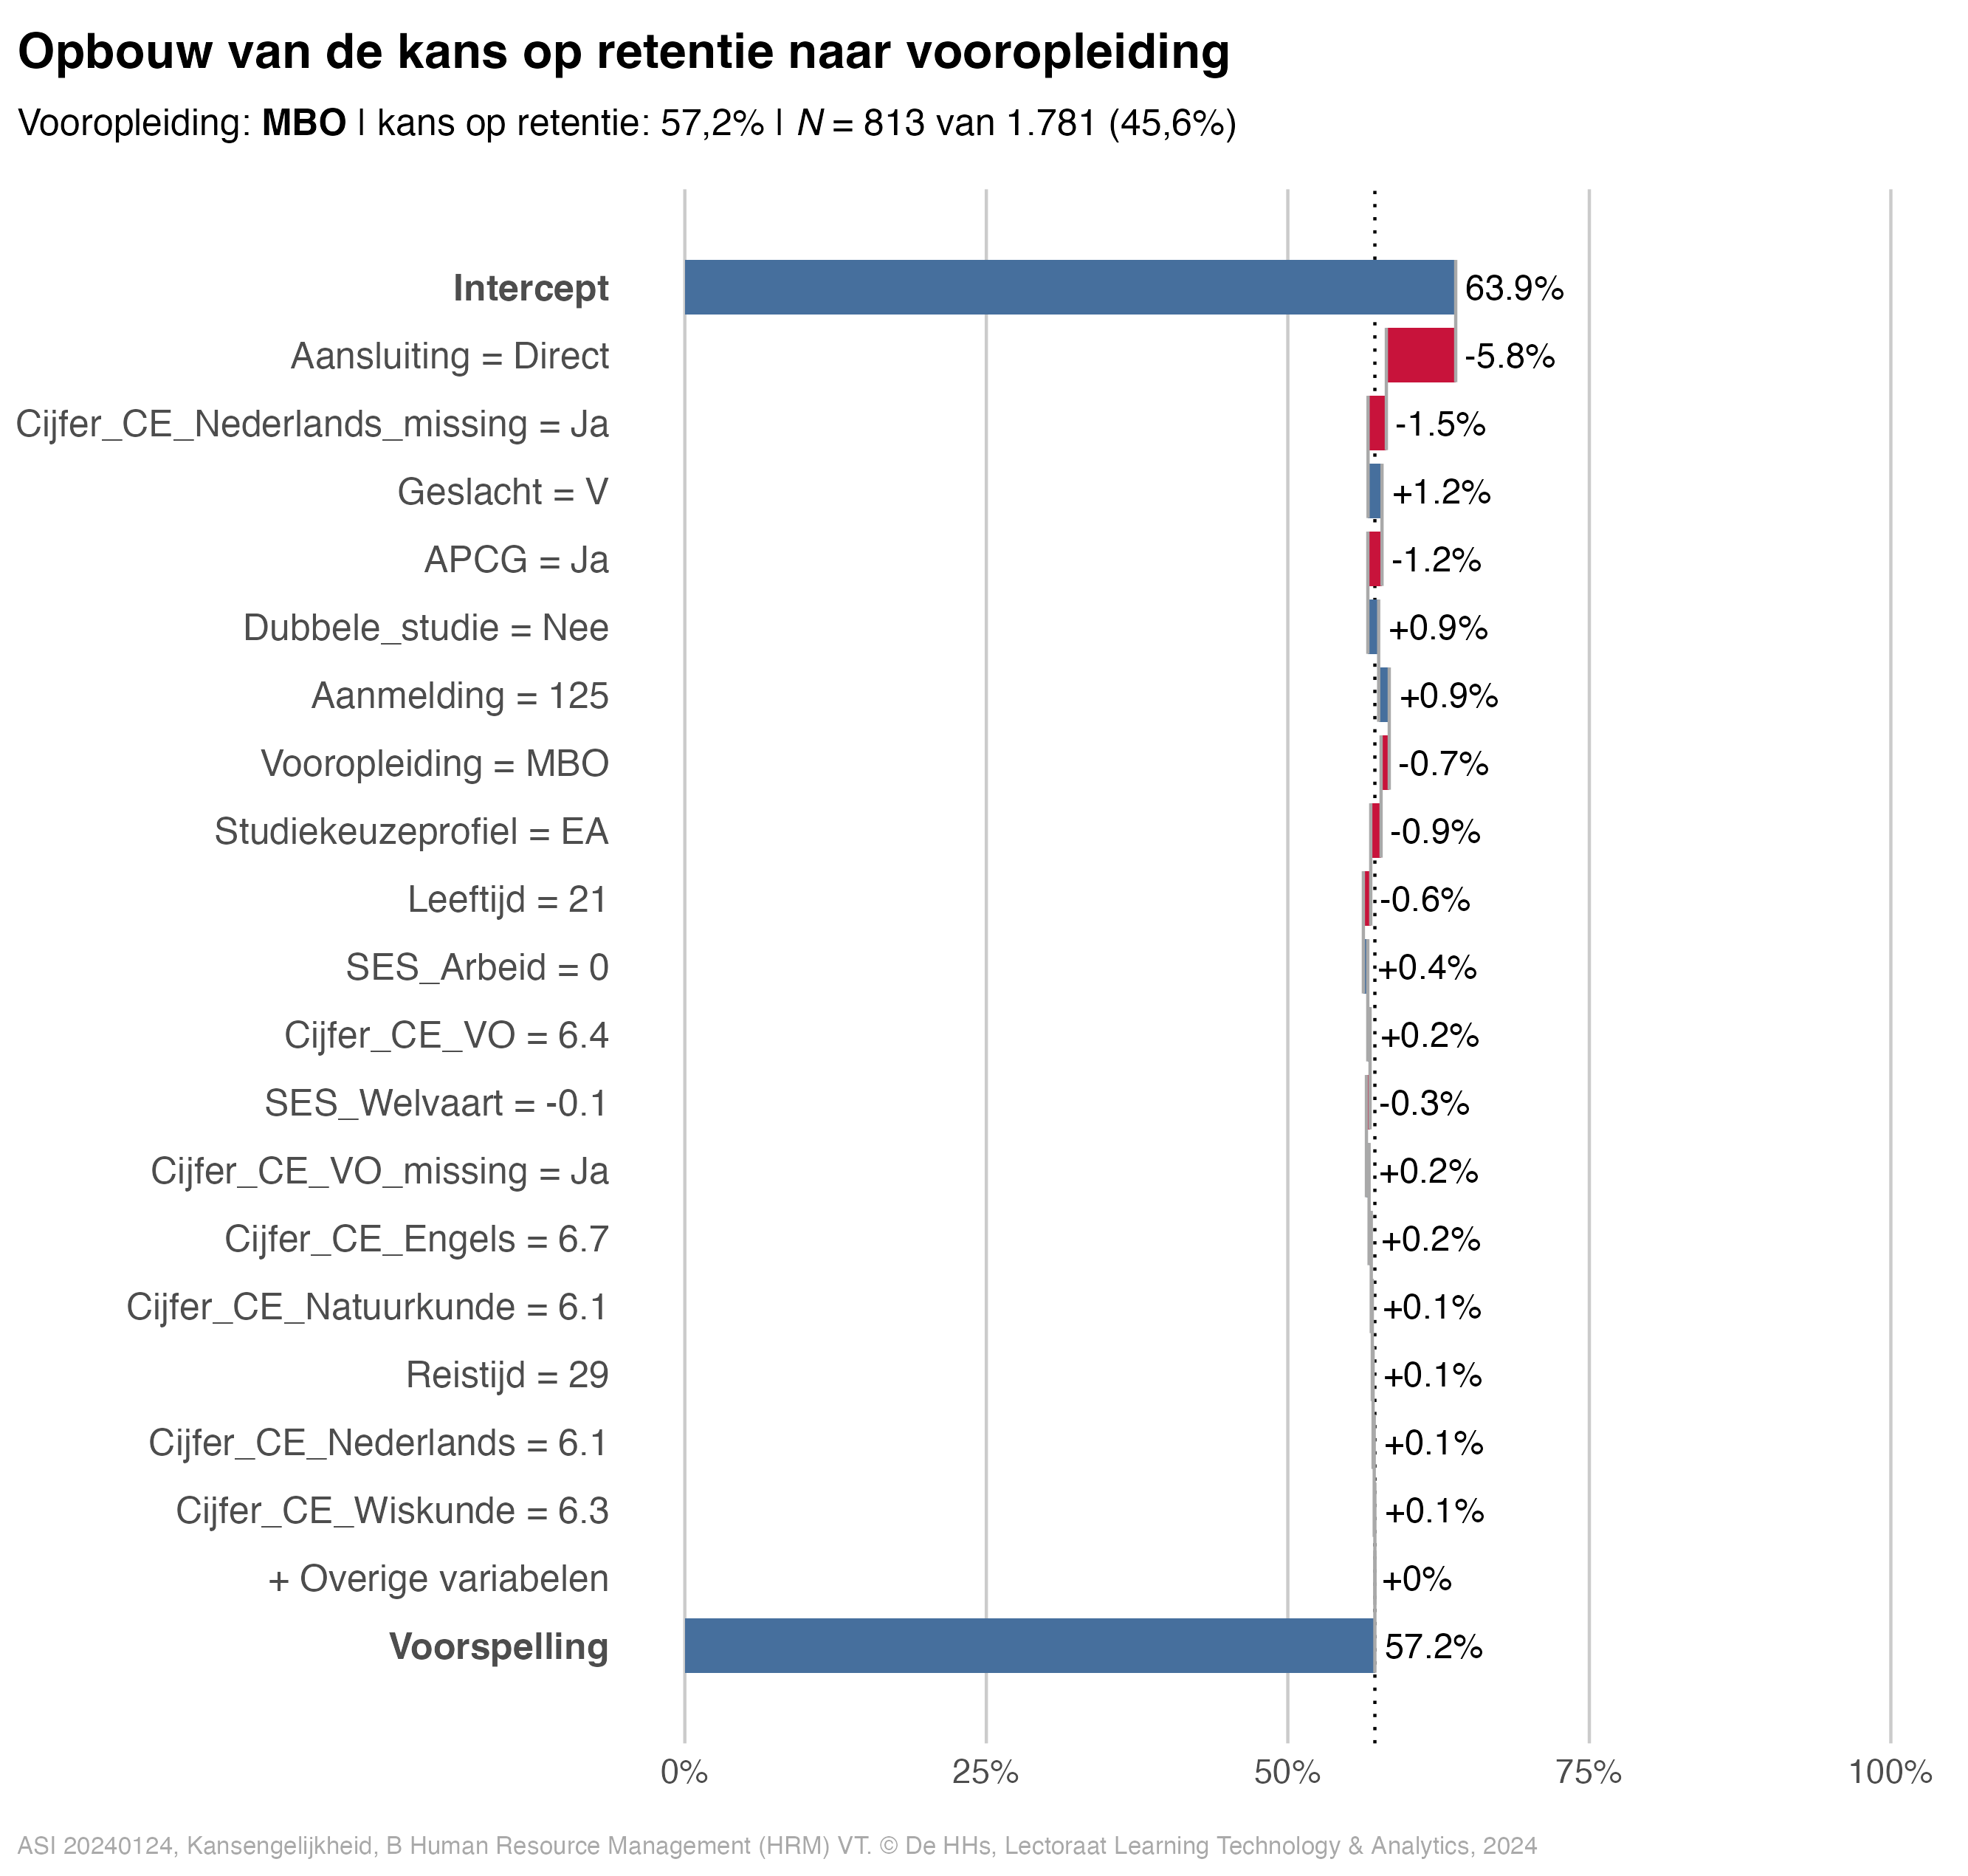 Opbouw van de kans op retentie naar vooropleiding
Vooropleiding: MBO | kans op retentie: 57,2% | N = 813 van 1.781 (45,6%)
Intercept 63.9%
Aansluiting = Direct -5.8%
Cijfer_CE_Nederlands_missing = Ja -1.5%
Geslacht = V +1.2%
APCG = Ja -1.2%
Dubbele_studie = Nee +0.9%
Aanmelding = 125 +0.9%
Vooropleiding = MBO -0.7%
Studiekeuzeprofiel = EA -0.9%
Leeftijd = 21 -0.6%
SES_Arbeid = 0 +0.4%
Cijfer_CE_VO = 6.4 +0.2%
SES_Welvaart = -0.1 -0.3%
Cijfer_CE_VO_missing = Ja +0.2%
Cijfer_CE_Engels = 6.7 +0.2%
Cijfer_CE_Natuurkunde = 6.1 +0.1%
Reistijd = 29 +0.1%
Cijfer_CE_Nederlands = 6.1 +0.1%
Cijfer_CE_Wiskunde = 6.3 +0.1%
+ Overige variabelen +0%
Voorspelling 57.2%
0% 25% 50% 75% 100%
ASI 20240124, Kansengelijkheid, B Human Resource Management (HRM) VT. © De HHs, Lectoraat Learning Technology & Analytics, 2024